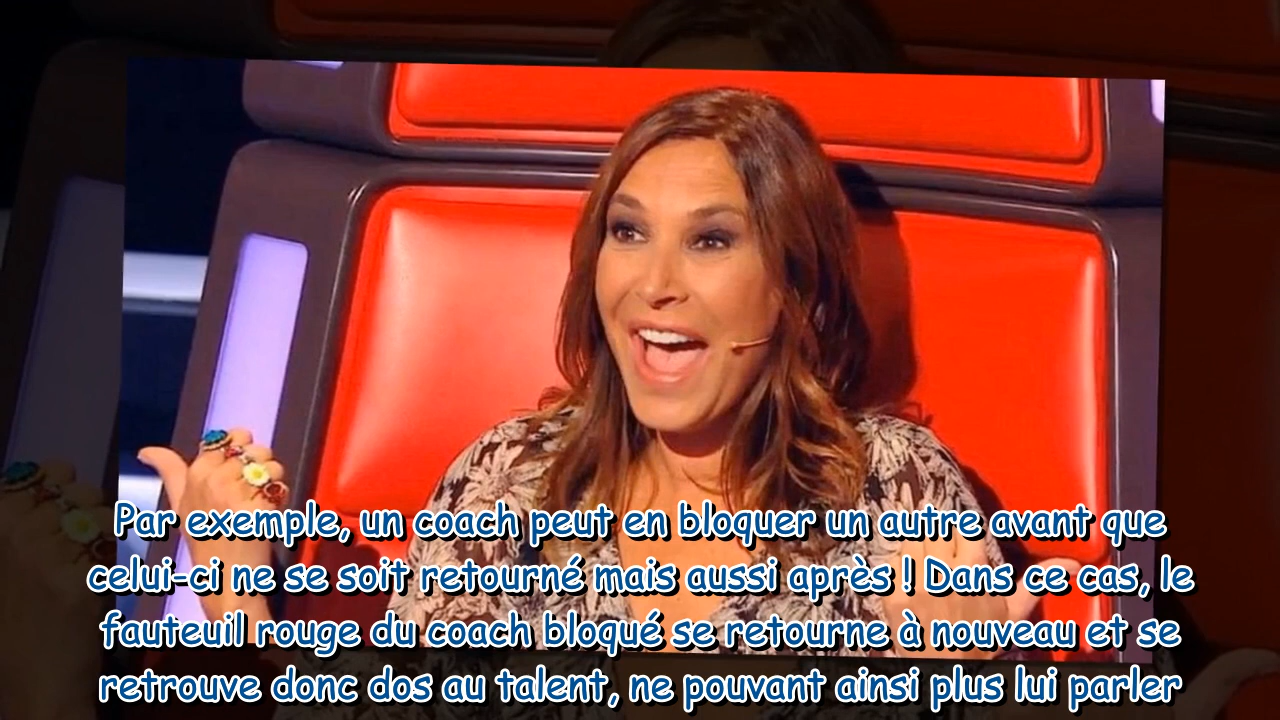 Par exemple, un coach peut en bloquer un autre avant que
celui-ci ne se soit retourné mais aussi après ! Dans ce cas, le
fauteuil rouge du coach bloqué se retourne à nouveau et se
retrouve donc dos au talent, ne pouvant ainsi plus lui parler